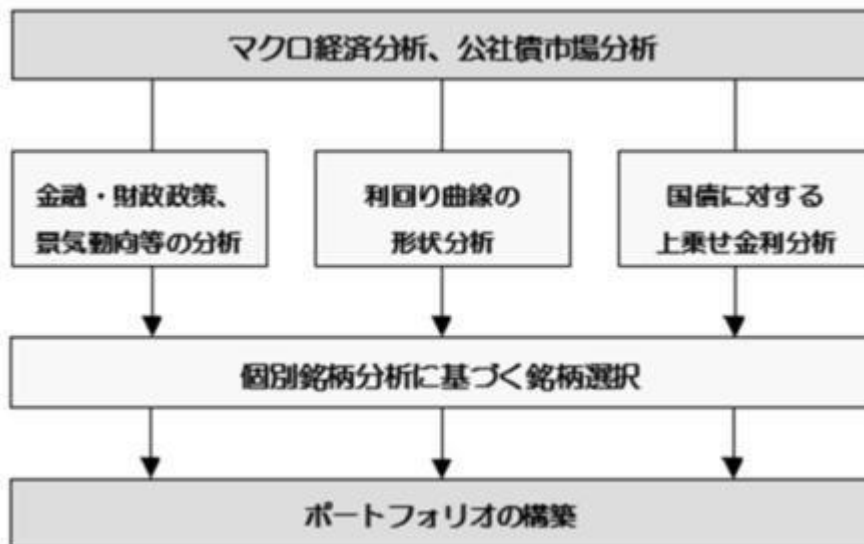 マクロ経済分析、公社債市場分析
金融・財政政策、
景気動向等の分析
利回り曲線の
形状分析
国債に対する
上乗せ金利分析
個別銘柄分析に基づく銘柄選択
ポートフォリオの構築